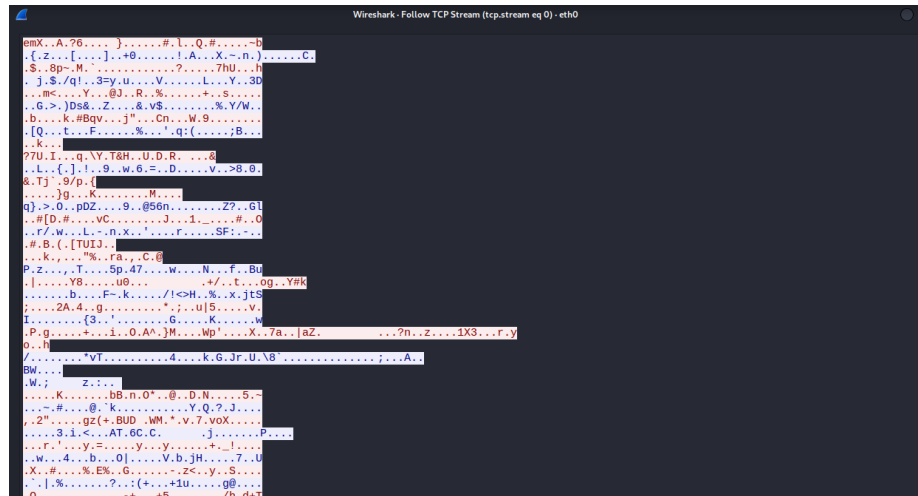 Wireshark · Follow TCP Stream (tcp.stream eq 0) · eth0
emX..A.?6.... }......#.l..Q.#.....~b
.{.z...[....]..+0......!.A...X.~.n.)......C.
.$..8p~.M.`............?.....7hU...h
. j.$./q!..3=y.u....V......L...Y..3D
...m<....Y...@J..R..%......+..s.....
..G.>.)Ds&..Z....&.v$........%.Y/W..
.b....k.#Bqv...j"...Cn...W.9........
.[Q...t...F......%...'.q:(.....;B...
..k...
?7U.I...q.\Y.T&H..U.D.R. ...&
..L..{.].!..9..w.6.=..D.....v..>8.0.
&.Tj`.9/p.{
.....}g...K........M....
q}.>.O..pDZ....9..@56n........Z?..Gl
..#[D.#....vC........J...1._....#..O
..r/.w...L.-.n.x..'....r.....SF:.-..
.#.B.(.[TUIJ..
...k.,..."%..ra.,.C.@
P.z...,.T....5p.47....w....N...f..Bu
.|.....Y8.....u0... .+/..t...og..Y#k
.......b....F~.k...../!<>H..%..x.jtS
;....2A.4..g........*.;..u|5.....v.
I........{3..'........G.....K......w
.P.g.....+...i..O.A^.}M....Wp'....X..7a..|aZ. ...?n..z....1X3...r.y
o..h
/........*vT..........4....k.G.Jr.U.\8`..............;...A..
BW....
.W.; z.:..
.....K.......bB.n.O*..@..D.N.....5.~
...~.#....@.`k...........Y.Q.?.J....
,.2".....gz(+.BUD .WM.*.v.7.voX.....
.....3.i.<...AT.6C.C. .j.......P....
...r.'...y.=.....y...y......+._!....
..w...4...b...O|.....V.b.jH.....7..U
.X..#....%.E%..G......-.z<..y..S....
.`.|.%......?..:(+...+1u.....g@....